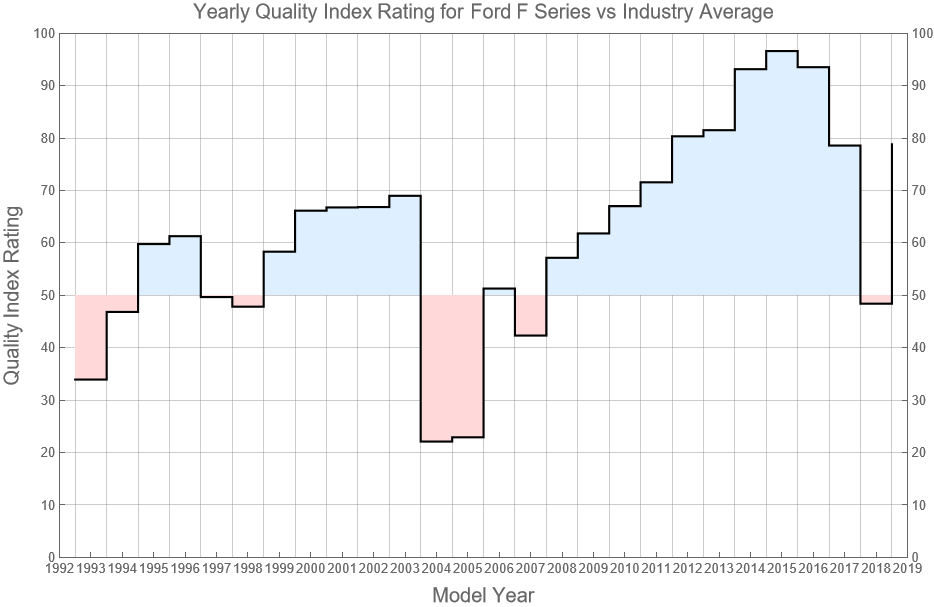 Yearly Quality Index Rating for Ford F Series vs Industry Average
100 100
90 90
80 80
70 70
60 60
50 50
40 40
30 30
20 20
10 10
0 0
Quality Index Rating
1992 1993 1994 1995 1996 1997 1998 1999 2000 2001 2002 2003 2004 2005 2006 2007 2008 2009 2010 2011 2012 2013 2014 2015 2016 2017 2018 2019
Model Year